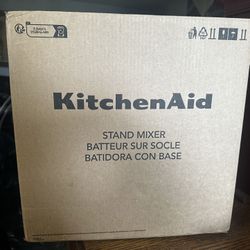 KitchenAid
STAND MIXER
BATTEUR SUR SOCLE
BATIDORA CON BASE